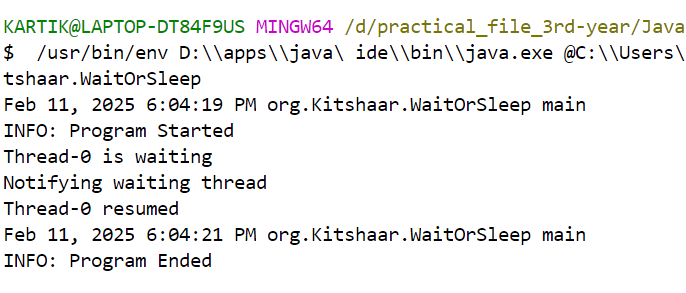 KARTIK@LAPTOP-DT84F9US MINGW64 /d/practical_file_3rd-year/Java
$  /usr/bin/env D:\\apps\\java\ ide\\bin\\java.exe @C:\\Users\
tshaar.WaitOrSleep
Feb 11, 2025 6:04:19 PM org.Kitshaar.WaitOrSleep main
INFO: Program Started
Thread-0 is waiting
Notifying waiting thread
Thread-0 resumed
Feb 11, 2025 6:04:21 PM org.Kitshaar.WaitOrSleep main
INFO: Program Ended